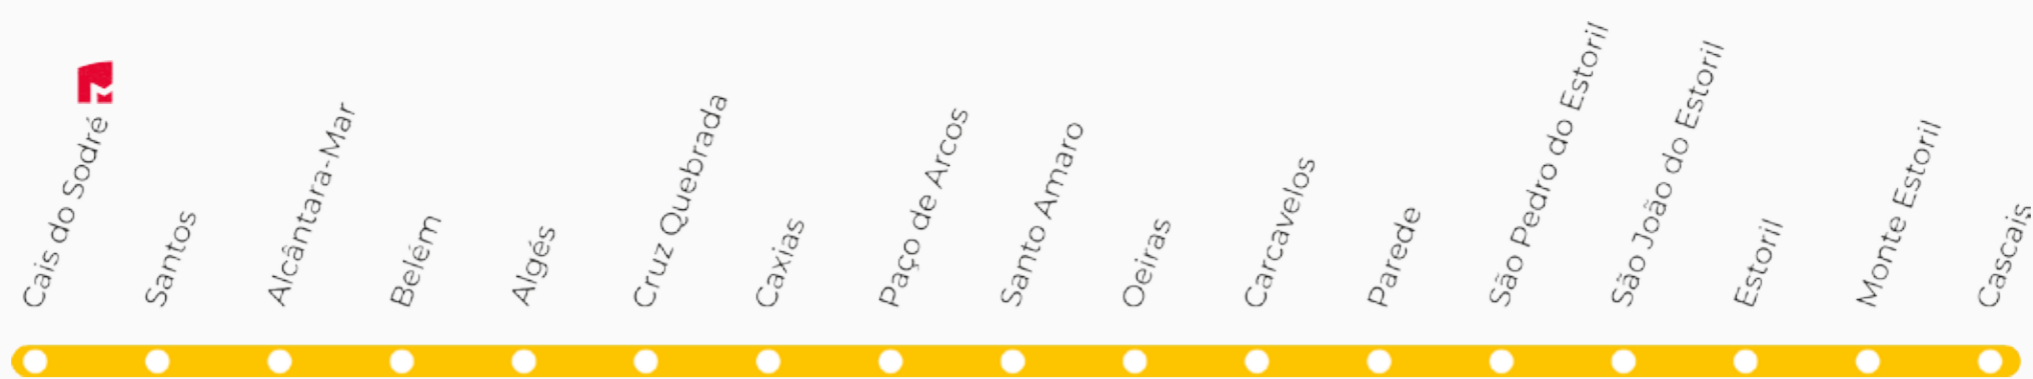 Cais do Sodré
Santos
Alcântara-Mar
Belém
Algés
Cruz Quebrada
Caxias
Paço de Arcos
Santo Amaro
Oeiras
Carcavelos
Parede
São Pedro do Estoril
São João do Estoril
Estoril
Monte Estoril
Cascais